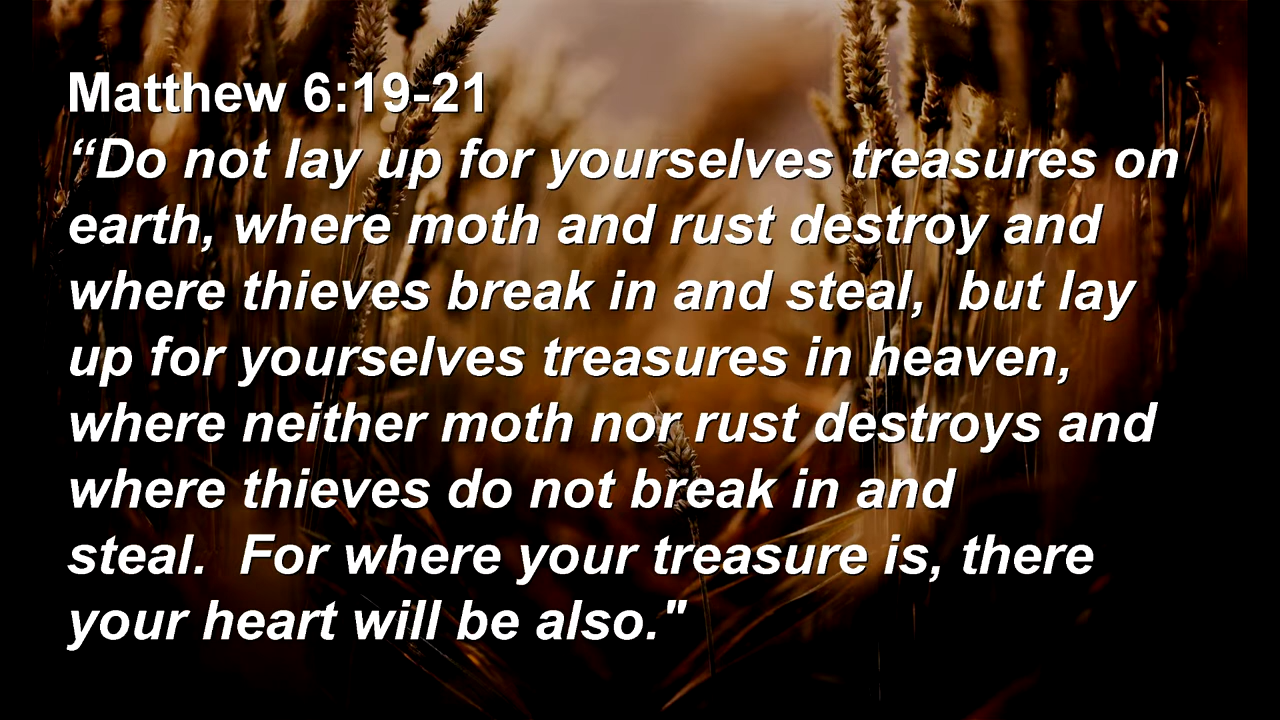 Matthew 6:19-21
“Do not lay up for yourselves treasures on
earth, where moth and rust destroy and
where thieves break in and steal,  but lay
up for yourselves treasures in heaven,
where neither moth nor rust destroys and
where thieves do not break in and
steal.  For where your treasure is, there
your heart will be also."